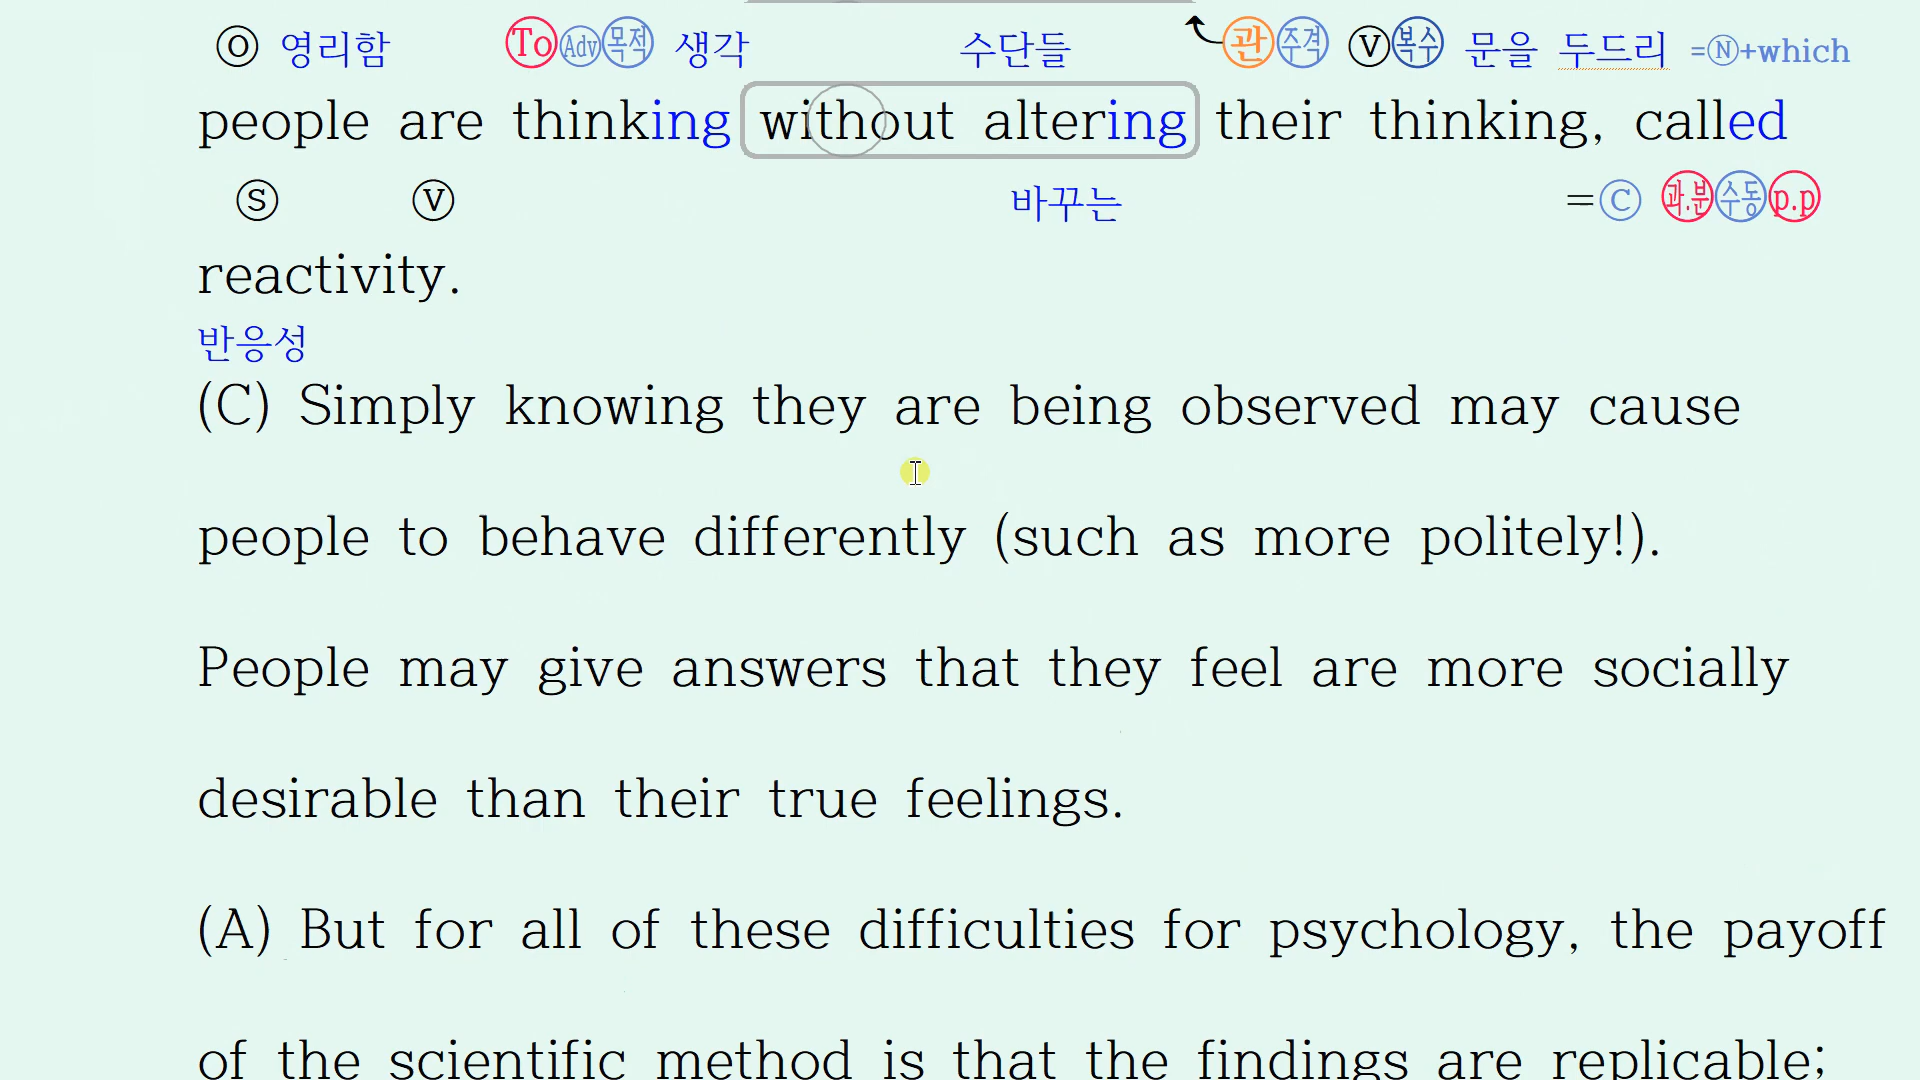 Ⓞ 영리함 To Adv 목적 생각 수단들 관 주격 Ⓥ 복수 문을 두드리 =Ⓝ+which
people are thinking without altering their thinking, called
Ⓢ Ⓥ 바꾸는 =Ⓒ 과.분 수동 p.p
reactivity.
반응성
(C) Simply knowing they are being observed may cause
people to behave differently (such as more politely!).
People may give answers that they feel are more socially
desirable than their true feelings.
(A) But for all of these difficulties for psychology, the payoff
of the scientific method is that the findings are replicable;